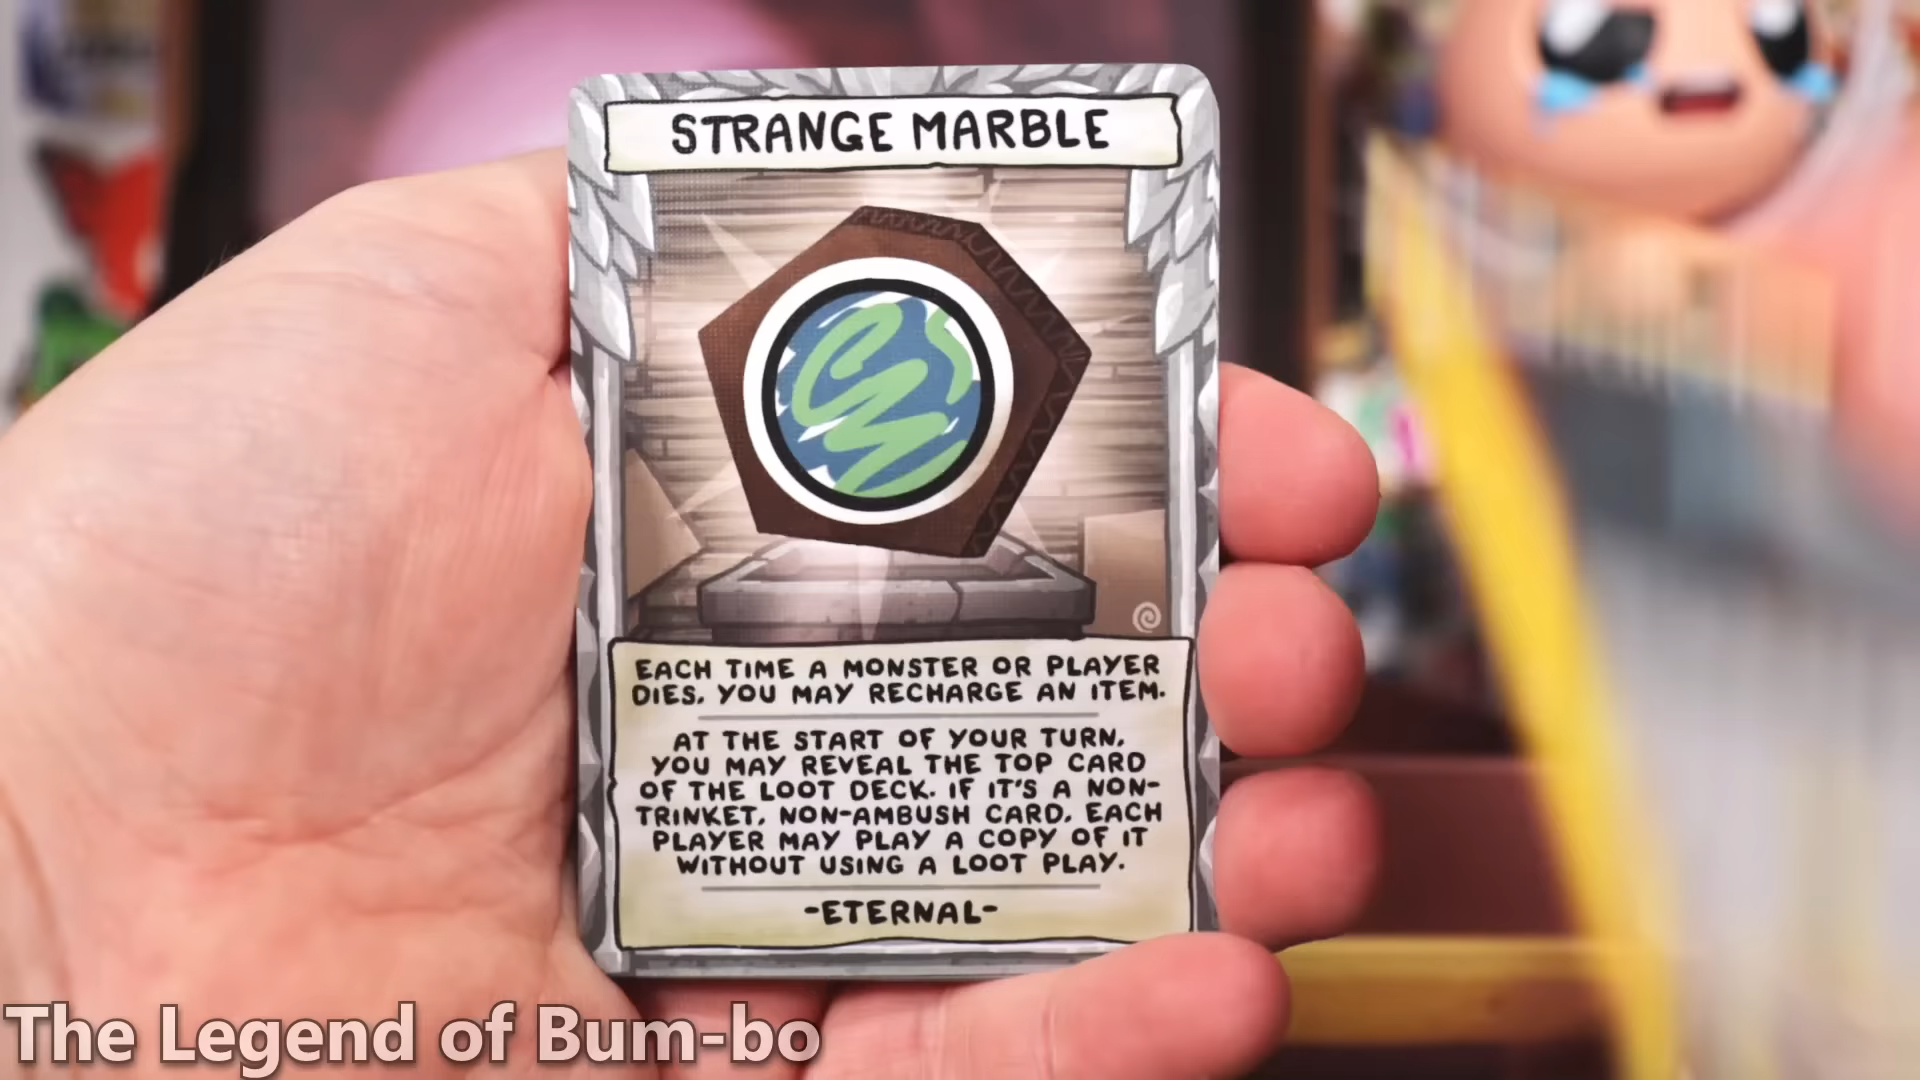 STRANGE MARBLE
EACH TIME A MONSTER OR PLAYER
DIES, YOU MAY RECHARGE AN ITEM.
AT THE START OF YOUR TURN,
YOU MAY REVEAL THE TOP CARD
OF THE LOOT DECK. IF IT'S A NON-
TRINKET, NON-AMBUSH CARD, EACH
PLAYER MAY PLAY A COPY OF IT
WITHOUT USING A LOOT PLAY.
-ETERNAL-
The Legend of Bum-bo